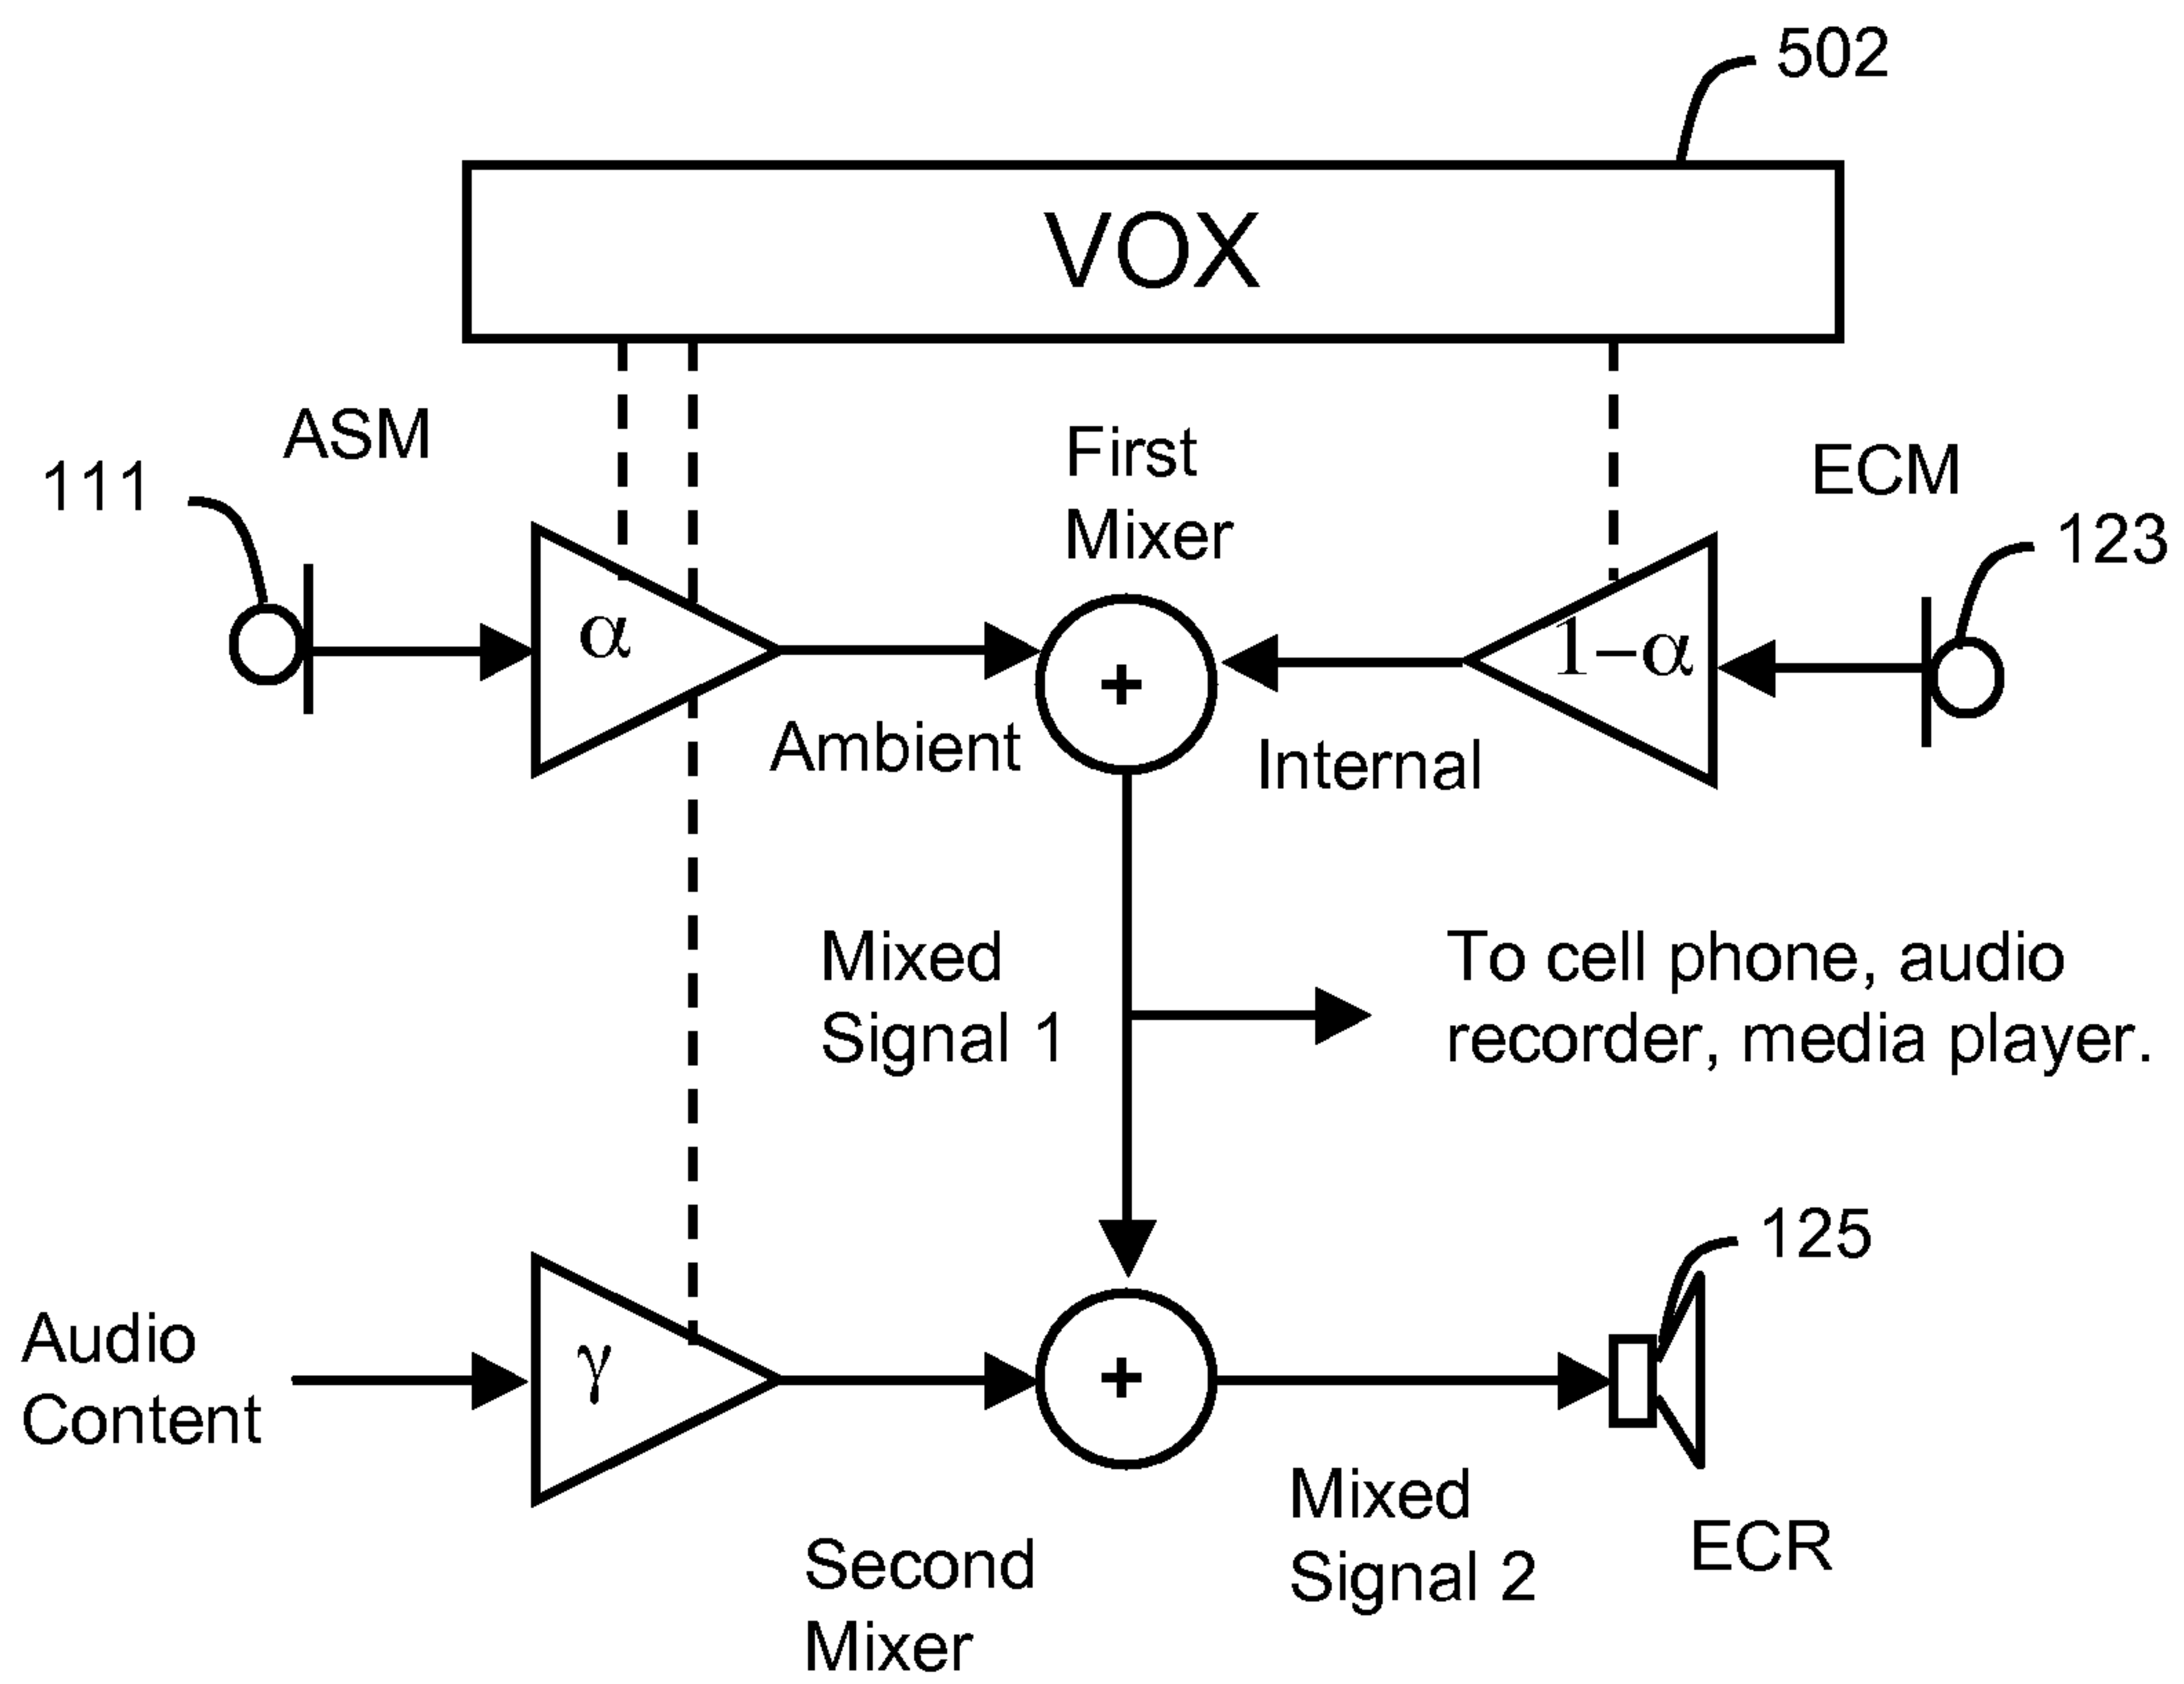 502
VOX
ASM
First
Mixer
ECM
111
123
α
+
1–α
Ambient
Internal
Mixed
Signal 1
To cell phone, audio
recorder, media player.
125
Audio
Content
γ
+
Mixed
Signal 2
ECR
Second
Mixer